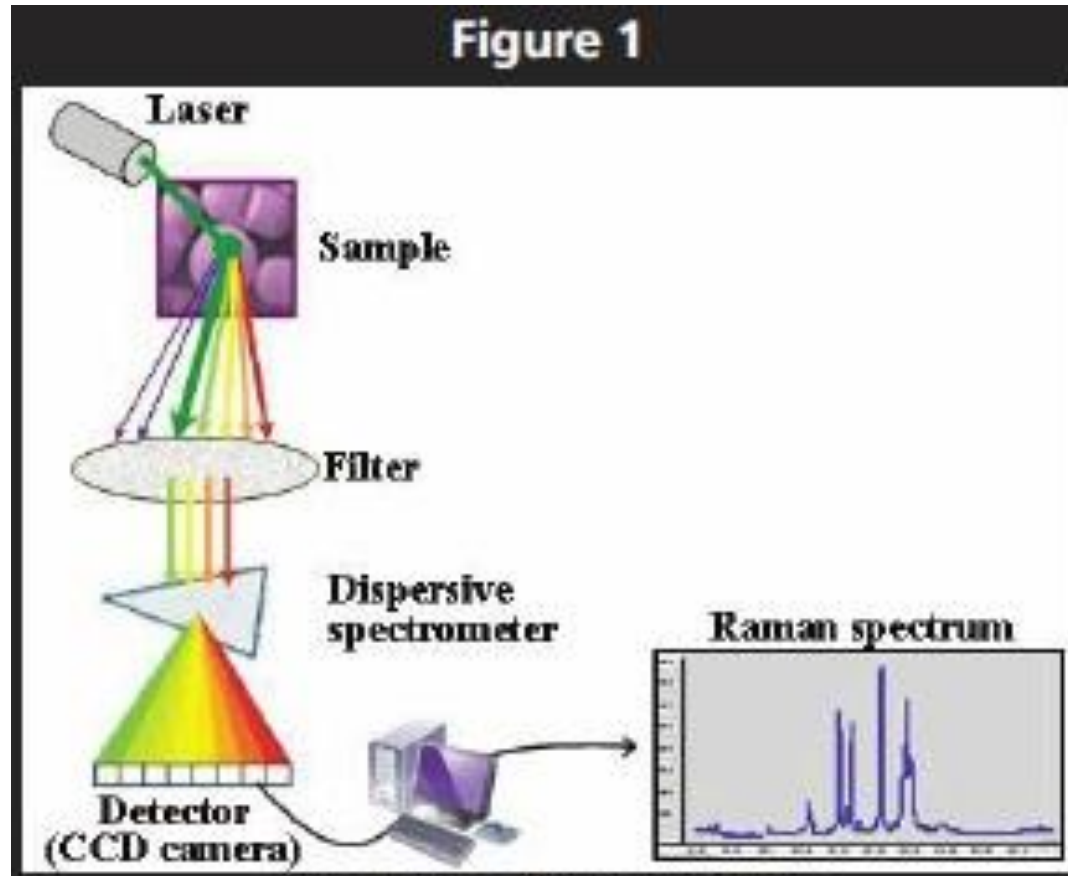 Figure 1
Laser
Sample
Filter
Dispersive
spectrometer
Raman spectrum
Detector
(CCD camera)